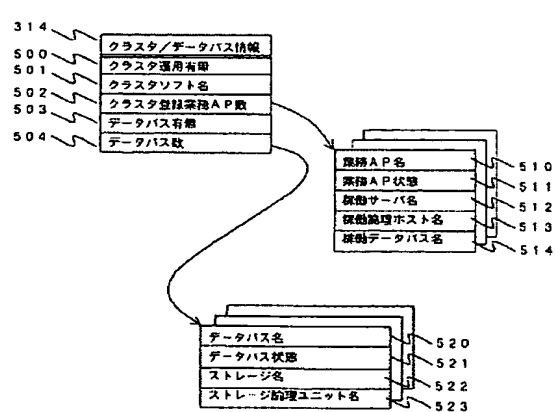 314
クラスタ/データパス情報
500
クラスタ運用有無
501
クラスタソフト名
502
クラスタ登録業務AP数
503
データパス有無
504
データパス数
業務AP名
510
業務AP状態
511
稼働サーバ名
512
稼働論理ホスト名
513
稼働データパス名
514
データパス名
520
データパス状態
521
ストレージ名
522
ストレージ論理ユニット名
523